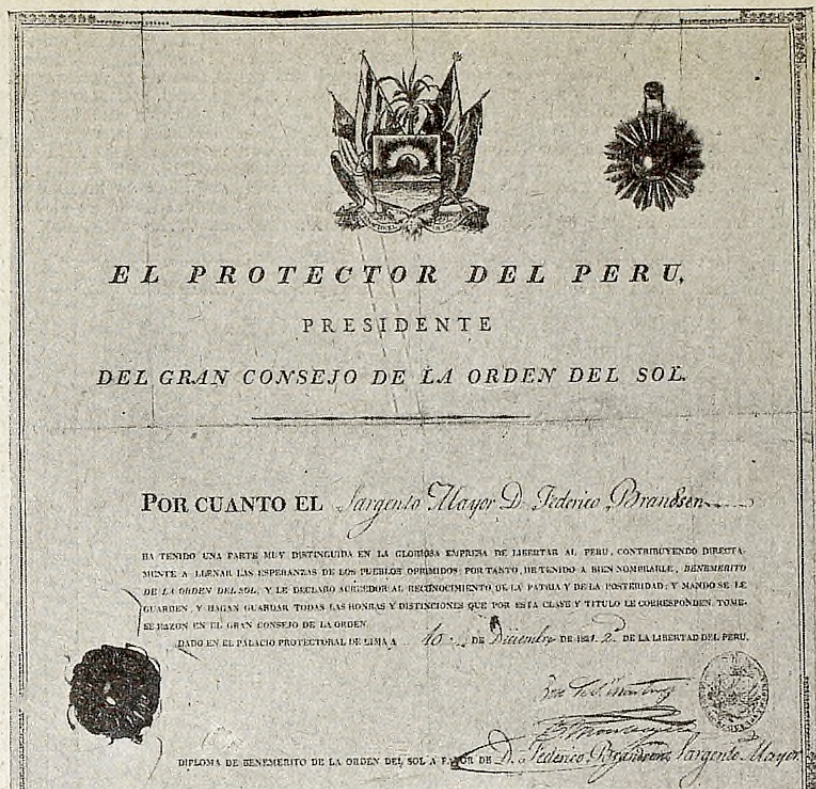 EL PROTECTOR DEL PERU,
PRESIDENTE
DEL GRAN CONSEJO DE LA ORDEN DEL SOL.
POR CUANTO EL Sargento Mayor D. Federico Brandsen
HA TENIDO UNA PARTE MUY DISTINGUIDA EN LA GLORIOSA EMPRESA DE LIBERTAR AL PERU, CONTRIBUYENDO DIRECTA-
MENTE A LLENAR LAS ESPERANZAS DE LOS PUEBLOS OPRIMIDOS: POR TANTO, HE TENIDO A BIEN NOMBRARLE, BENEMERITO
DE LA ORDEN DEL SOL, Y LE DECLARO ACREEDOR AL RECONOCIMIENTO DE LA PATRIA Y DE LA POSTERIDAD; Y MANDO SE LE
GUARDEN, Y HAGAN GUARDAR TODAS LAS HONRAS Y DISTINCIONES QUE POR ESTA CLASE Y TITULO LE CORRESPONDEN. TOME-
SE RAZON EN EL GRAN CONSEJO DE LA ORDEN.
DADO EN EL PALACIO PROTECTORAL DE LIMA A 10 DE Diciembre DE 1821. 2º DE LA LIBERTAD DEL PERU.
José de Sn. Martin
B. Monteagudo
DIPLOMA DE BENEMERITO DE LA ORDEN DEL SOL A FAVOR DE D. Federico Brandsen, Sargento Mayor